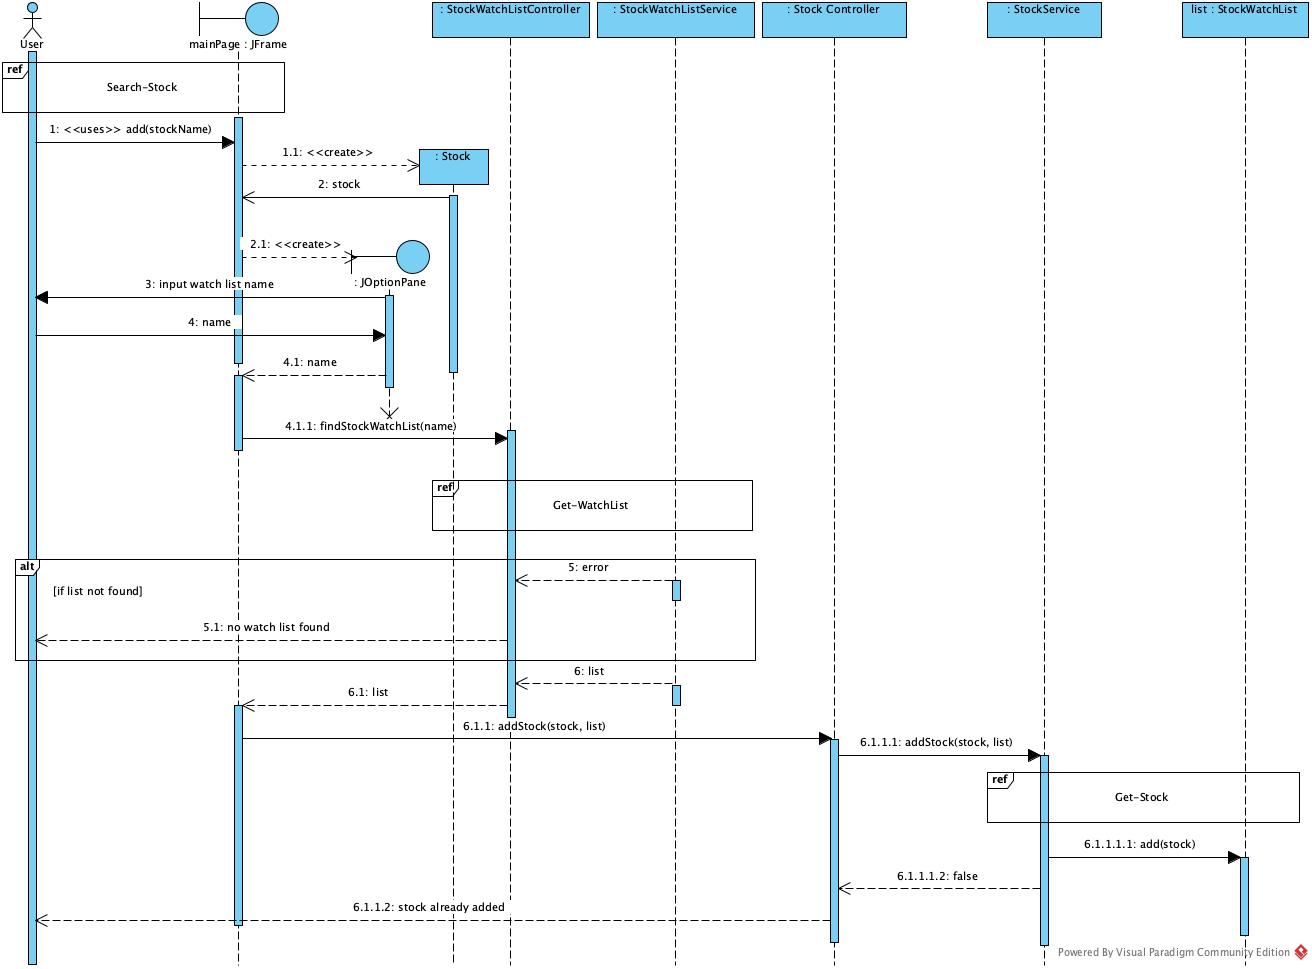 : StockWatchListController
: StockWatchListService
: Stock Controller
: StockService
list : StockWatchList
User
mainPage : JFrame
ref
Search-Stock
1: <<uses>> add(stockName)
1.1: <<create>>
: Stock
2: stock
2.1: <<create>>
: JOptionPane
3: input watch list name
4: name
4.1: name
4.1.1: findStockWatchList(name)
ref
Get-WatchList
alt
5: error
[if list not found]
5.1: no watch list found
6: list
6.1: list
6.1.1: addStock(stock, list)
6.1.1.1: addStock(stock, list)
ref
Get-Stock
6.1.1.1.1: add(stock)
6.1.1.1.2: false
6.1.1.2: stock already added
Powered By Visual Paradigm Community Edition